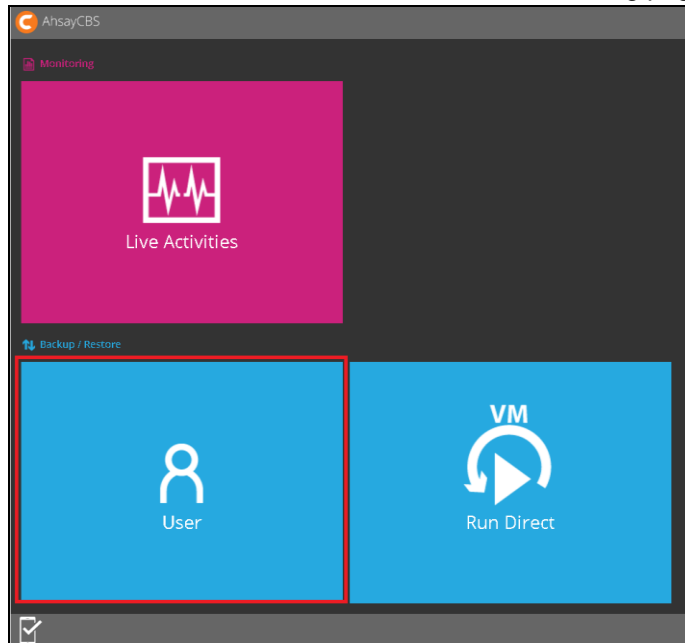 AhsayCBS
Monitoring
Live Activities
Backup / Restore
User
VM
Run Direct